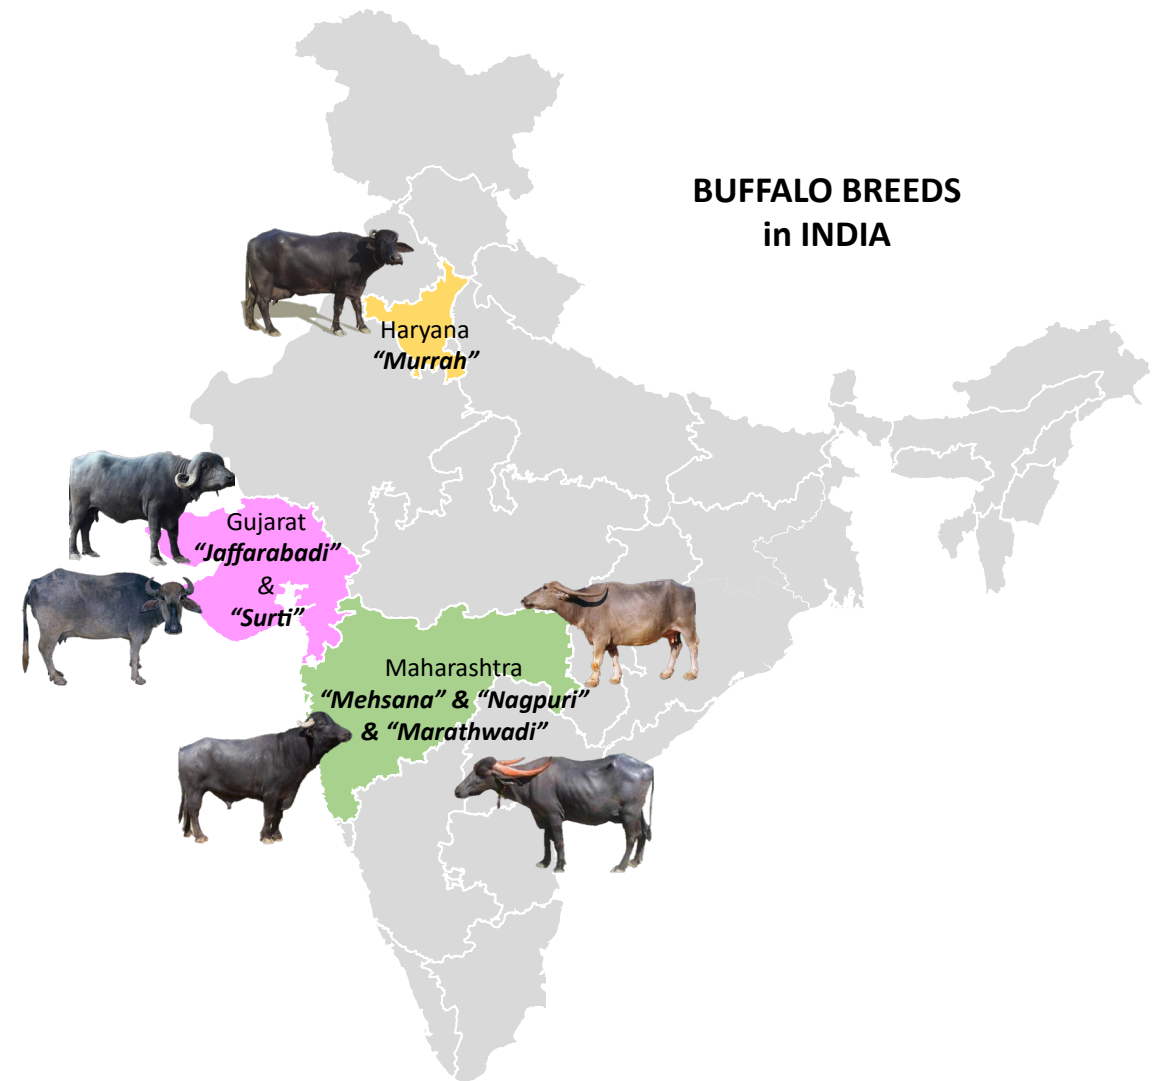 BUFFALO BREEDS
in INDIA
Haryana
“Murrah”
Gujarat
“Jaffarabadi”
&
“Surti”
Maharashtra
“Mehsana” & “Nagpuri”
& “Marathwadi”